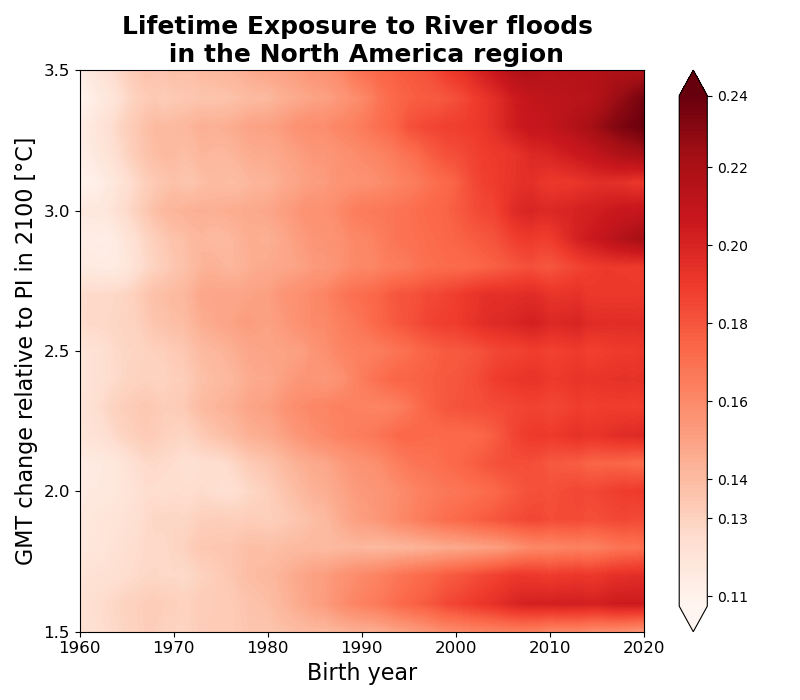 Lifetime Exposure to River floods
in the North America region
GMT change relative to PI in 2100 [°C]
3.5
3.0
2.5
2.0
1.5
1960 1970 1980 1990 2000 2010 2020
Birth year
0.24
0.22
0.20
0.18
0.16
0.14
0.13
0.11